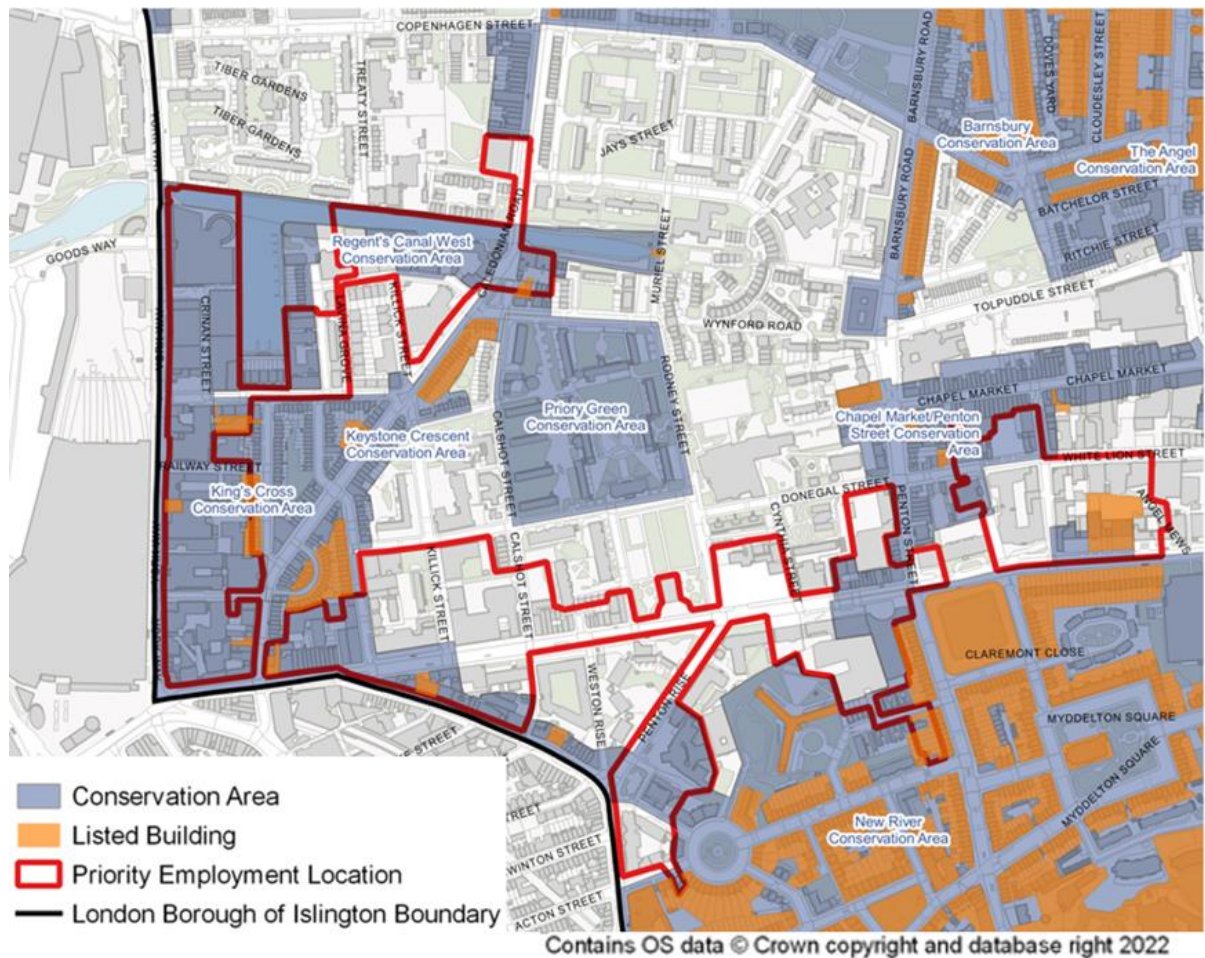 COPENHAGEN STREET
TIBER GARDENS
TREATY STREET
TIBER GARDENS
JAYS STREET
BARNSBURY ROAD
DOVES YARD
CLOUDESLEY STREET
Barnsbury
Conservation Area
The Angel
Conservation Area
BARNSBURY ROAD
BATCHELOR STREET
RITCHIE STREET
GOODS WAY
Regent's Canal West
Conservation Area
CALEDONIAN ROAD
MURIEL STREET
TOLPUDDLE STREET
CRINAN STREET
LAVINA GROVE
KILLICK STREET
WYNFORD ROAD
RODNEY STREET
CHAPEL MARKET
CHAPEL MARKET
Priory Green
Conservation Area
Chapel Market/Penton
Street Conservation
Area
Keystone Crescent
Conservation Area
CALSHOT STREET
WHITE LION STREET
RAILWAY STREET
King's Cross
Conservation Area
DONEGAL STREET
PENTON STREET
ANGEL MEWS
CYNTHIA STREET
KILLICK STREET
CALSHOT STREET
CLAREMONT CLOSE
WESTON RISE
PENTON RISE
MYDDELTON SQUARE
MYDDELTON SQUARE
New River
Conservation Area
WINTON STREET
ACTON STREET
Conservation Area
Listed Building
Priority Employment Location
London Borough of Islington Boundary
Contains OS data © Crown copyright and database right 2022